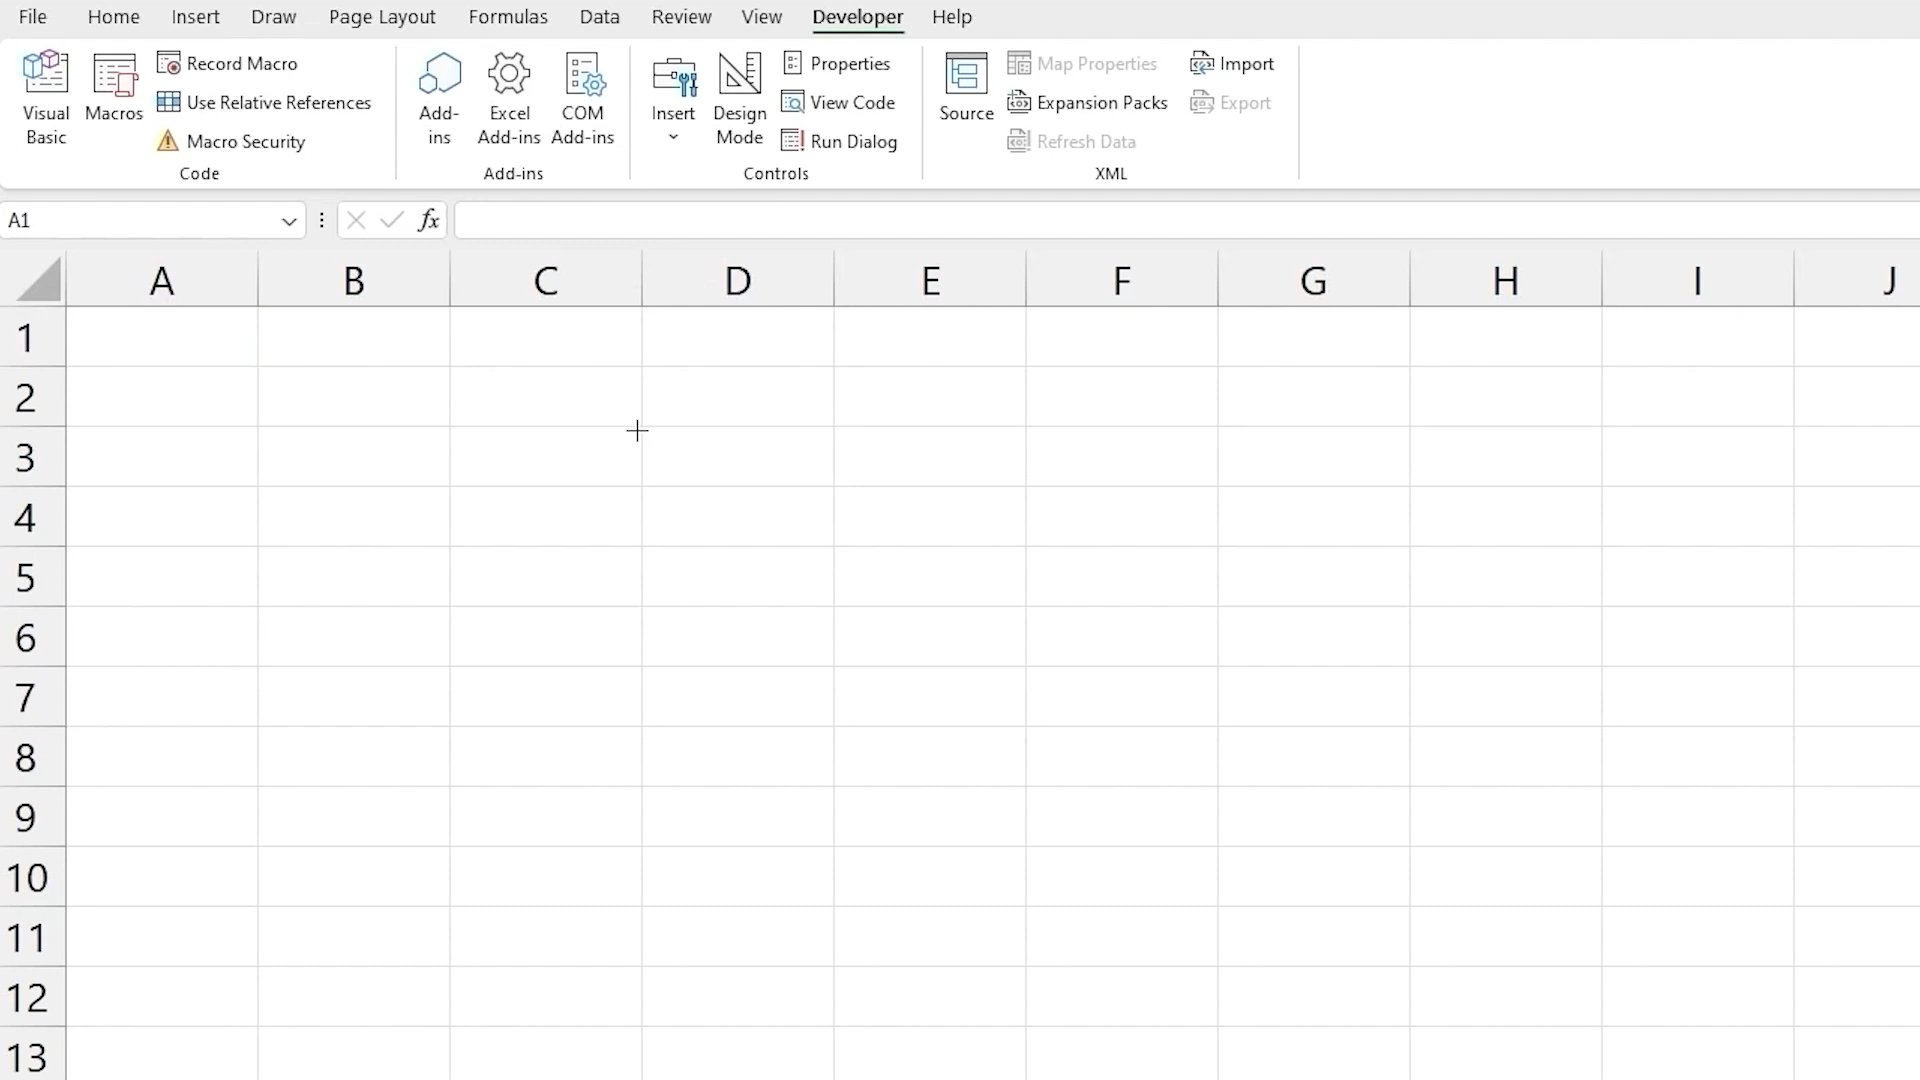 File Home Insert Draw Page Layout Formulas Data Review View Developer Help
Visual Basic
Macros
Record Macro
Use Relative References
Macro Security
Code
Add-ins
Excel Add-ins
COM Add-ins
Add-ins
Insert
Design Mode
Properties
View Code
Run Dialog
Controls
Source
Map Properties
Expansion Packs
Refresh Data
Import
Export
XML
A1
fx
A B C D E F G H I J
1
2
3
4
5
6
7
8
9
10
11
12
13